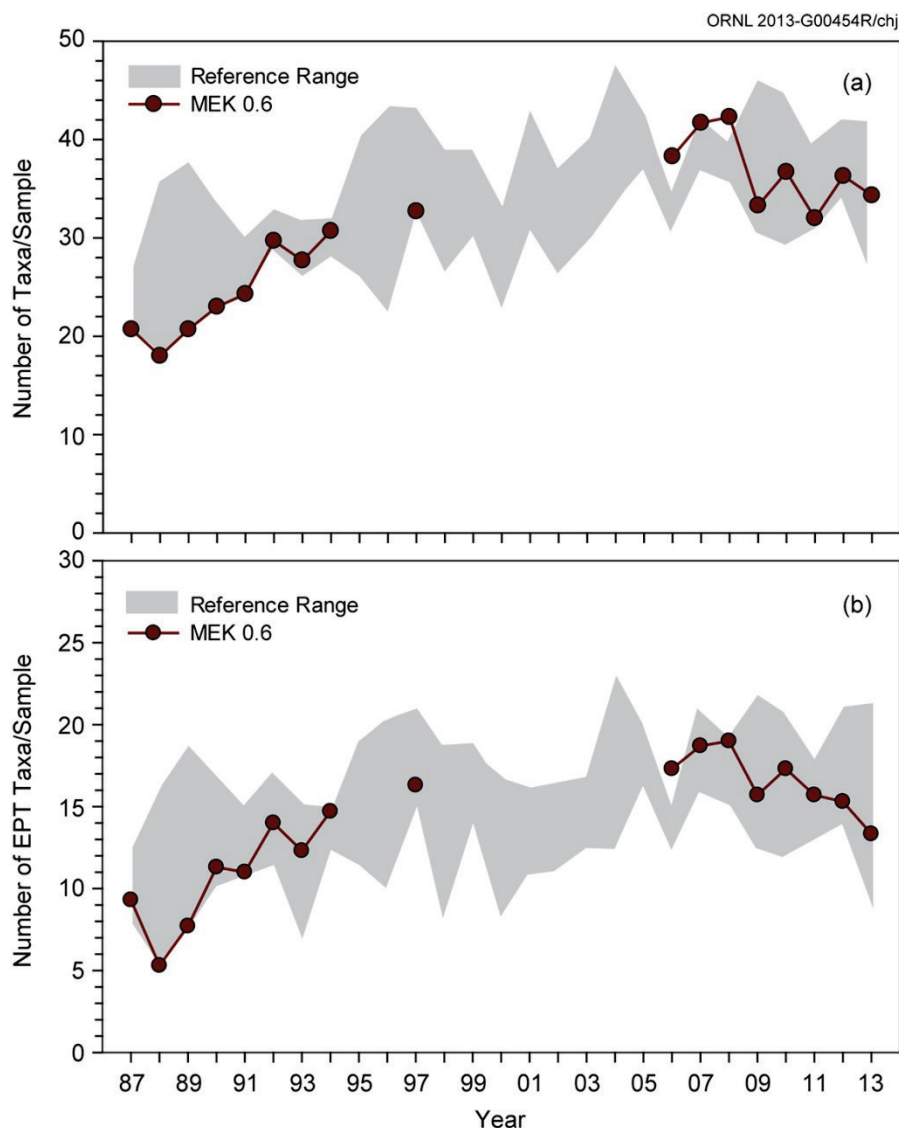 ORNL 2013-G00454R/chj
50
40
30
20
10
0
Number of Taxa/Sample
Reference Range
MEK 0.6
(a)
30
25
20
15
10
5
0
Number of EPT Taxa/Sample
Reference Range
MEK 0.6
(b)
87 89 91 93 95 97 99 01 03 05 07 09 11 13
Year